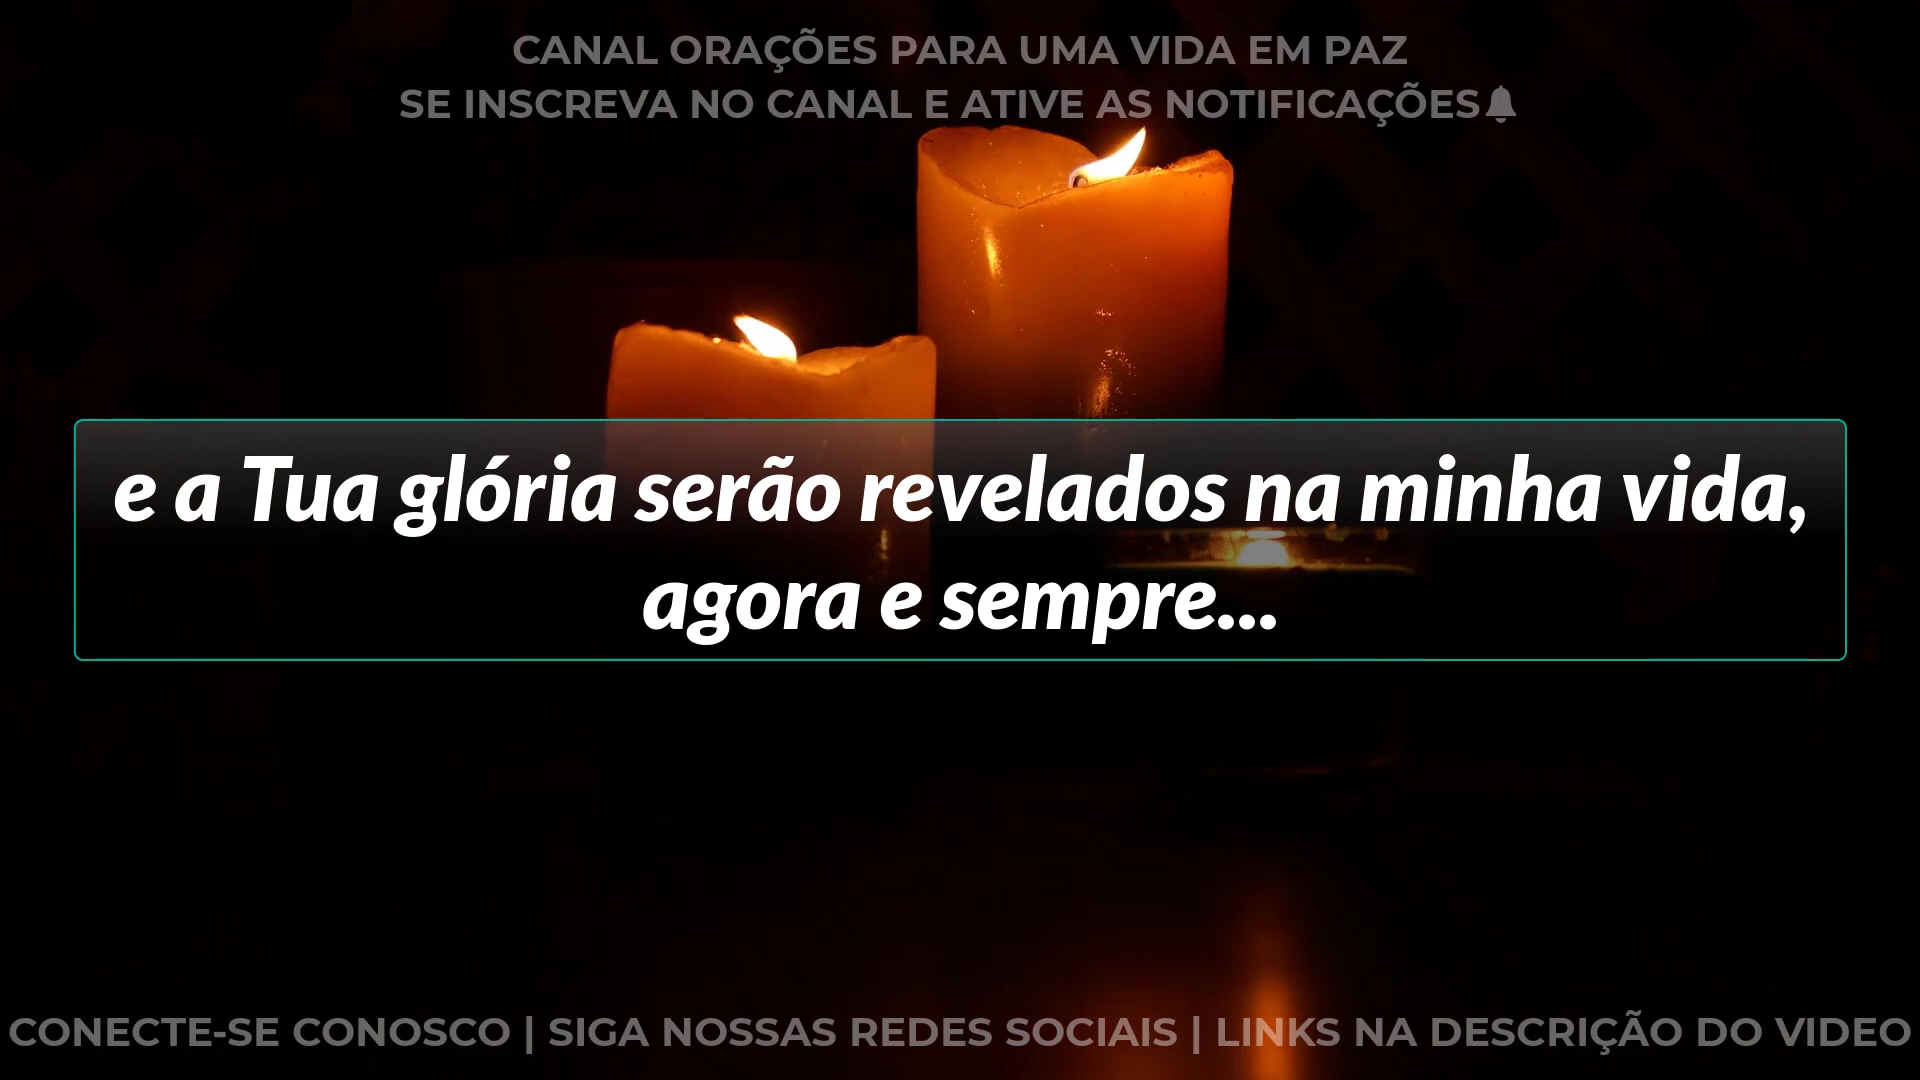 CANAL ORAÇÕES PARA UMA VIDA EM PAZ
SE INSCREVA NO CANAL E ATIVE AS NOTIFICAÇÕES
e a Tua glória serão revelados na minha vida,
agora e sempre...
CONECTE-SE CONOSCO | SIGA NOSSAS REDES SOCIAIS | LINKS NA DESCRIÇÃO DO VIDEO